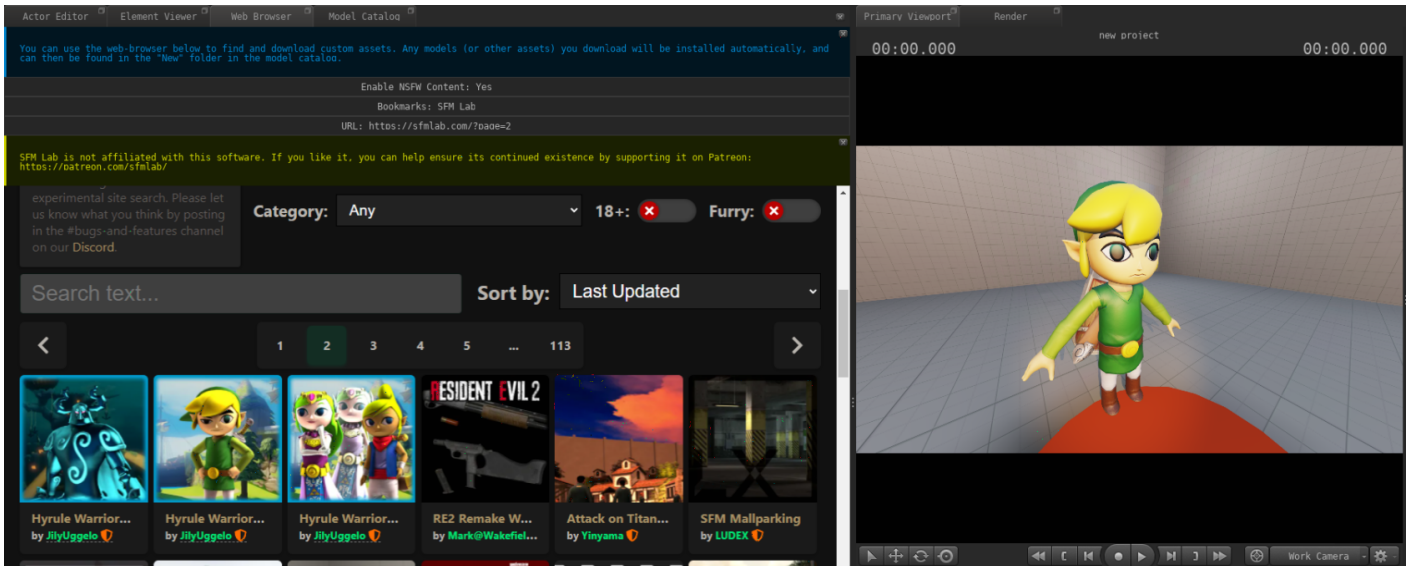 Actor Editor Element Viewer Web Browser Model Catalog
Primary Viewport Render
You can use the web-browser below to find and download custom assets. Any models (or other assets) you download will be installed automatically, and
can then be found in the "New" folder in the model catalog.
new project
00:00.000 00:00.000
Enable NSFW Content: Yes
Bookmarks: SFM Lab
URL: https://sfmlab.com/?page=2
SFM Lab is not affiliated with this software. If you like it, you can help ensure its continued existence by supporting it on Patreon:
https://patreon.com/sfmlab/
experimental site search. Please let
us know what you think by posting
in the #bugs-and-features channel
on our Discord.
Category: Any 18+: Furry:
Search text... Sort by: Last Updated
1 2 3 4 5 ... 113
RESIDENT EVIL 2
Hyrule Warrior... Hyrule Warrior... Hyrule Warrior... RE2 Remake W... Attack on Titan... SFM Mallparking
by JilyUggelo by JilyUggelo by JilyUggelo by Mark@Wakefiel... by Yinyama by LUDEX
Work Camera